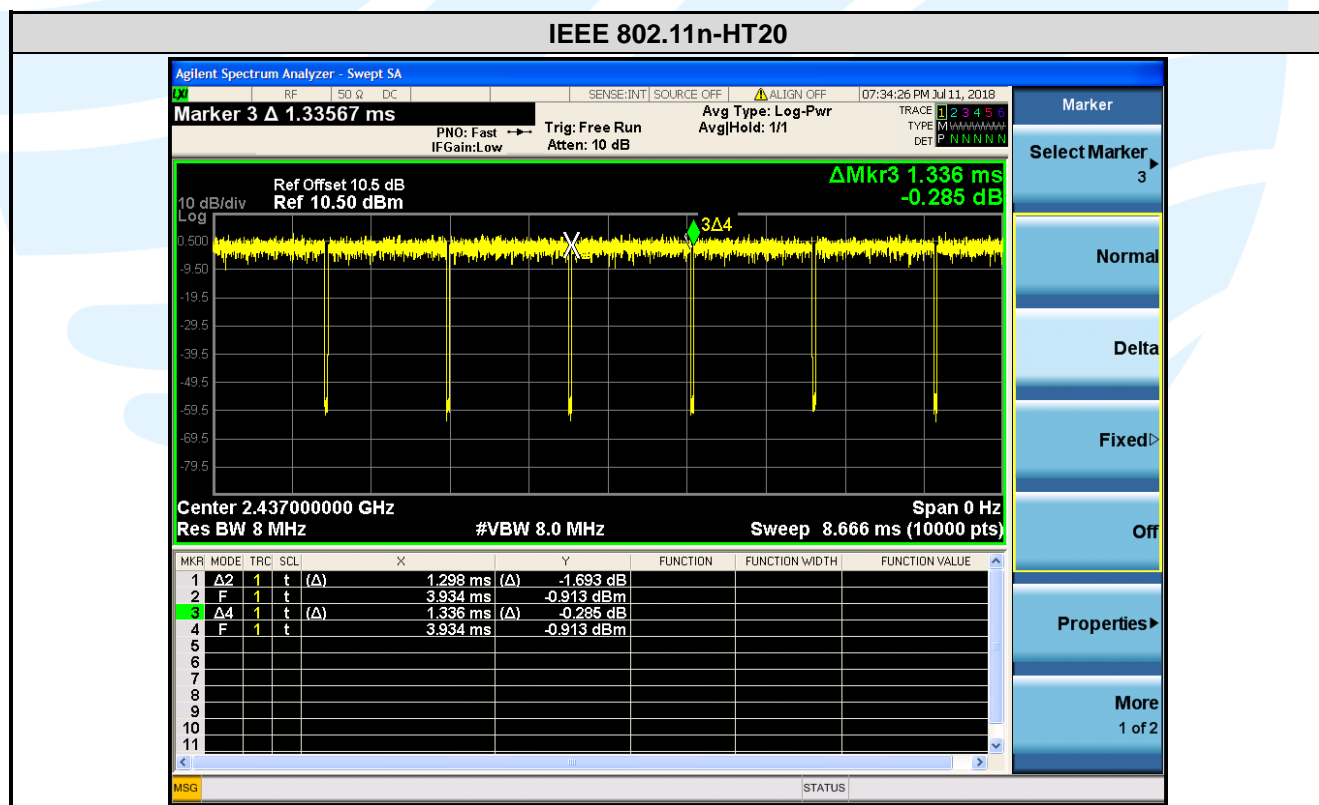 IEEE 802.11n-HT20
Agilent Spectrum Analyzer - Swept SA
LXI RF 50 Ω DC SENSE:INT SOURCE OFF ⚠ ALIGN OFF 07:34:26 PM Jul 11, 2018
Marker 3 Δ 1.33567 ms
PNO: Fast
IFGain:Low
Trig: Free Run
Atten: 10 dB
Avg Type: Log-Pwr
Avg|Hold: 1/1
TRACE 1 2 3 4 5 6
TYPE M WWWWW
DET P N N N N N
ΔMkr3 1.336 ms
-0.285 dB
Ref Offset 10.5 dB
10 dB/div Ref 10.50 dBm
Log
0.500
-9.50
-19.5
-29.5
-39.5
-49.5
-59.5
-69.5
-79.5
3Δ4
Center 2.437000000 GHz Span 0 Hz
Res BW 8 MHz #VBW 8.0 MHz Sweep 8.666 ms (10000 pts)
MKR MODE TRC SCL X Y FUNCTION FUNCTION WIDTH FUNCTION VALUE
1 Δ2 1 t (Δ) 1.298 ms (Δ) -1.693 dB
2 F 1 t 3.934 ms -0.913 dBm
3 Δ4 1 t (Δ) 1.336 ms (Δ) -0.285 dB
4 F 1 t 3.934 ms -0.913 dBm
5
6
7
8
9
10
11
MSG STATUS
Marker
Select Marker
3
Normal
Delta
Fixed
Off
Properties
More
1 of 2